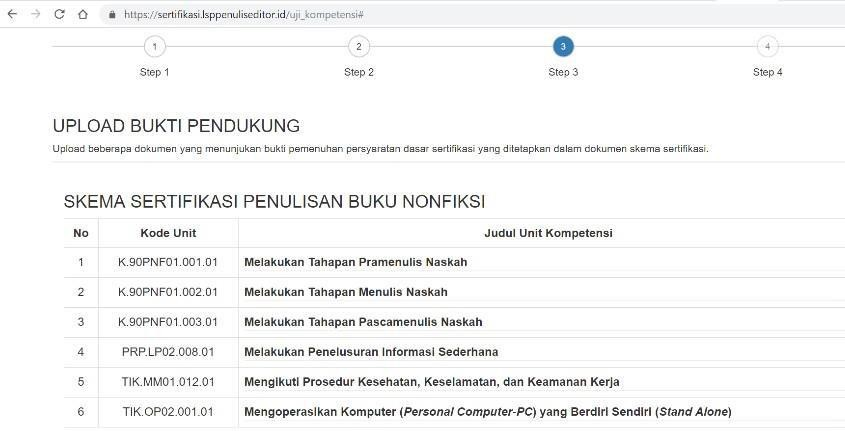 https://sertifikasi.lsppenuliseditor.id/uji_kompetensi#
1 2 3 4
Step 1 Step 2 Step 3 Step 4
UPLOAD BUKTI PENDUKUNG
Upload beberapa dokumen yang menunjukan bukti pemenuhan persyaratan dasar sertifikasi yang ditetapkan dalam dokumen skema sertifikasi.
SKEMA SERTIFIKASI PENULISAN BUKU NONFIKSI
No Kode Unit Judul Unit Kompetensi
1 K.90PNF01.001.01 Melakukan Tahapan Pramenulis Naskah
2 K.90PNF01.002.01 Melakukan Tahapan Menulis Naskah
3 K.90PNF01.003.01 Melakukan Tahapan Pascamenulis Naskah
4 PRP.LP02.008.01 Melakukan Penelusuran Informasi Sederhana
5 TIK.MM01.012.01 Mengikuti Prosedur Kesehatan, Keselamatan, dan Keamanan Kerja
6 TIK.OP02.001.01 Mengoperasikan Komputer (Personal Computer-PC) yang Berdiri Sendiri (Stand Alone)